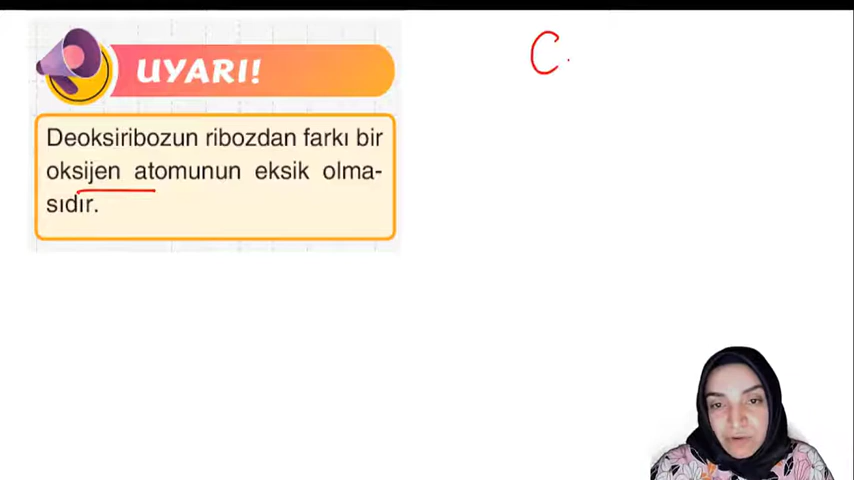 UYARI!
Deoksiribozun ribozdan farkı bir
oksijen atomunun eksik olma-
sıdır.
C